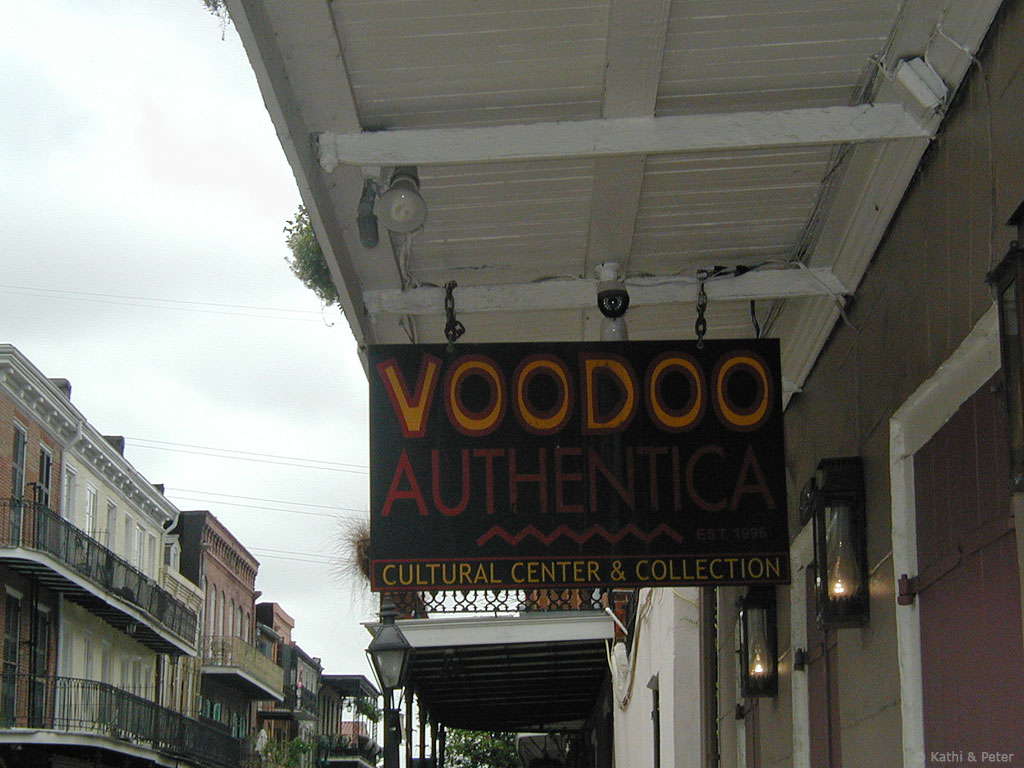 VOODOO
AUTHENTICA
EST. 1996
CULTURAL CENTER & COLLECTION
© Kathi & Peter